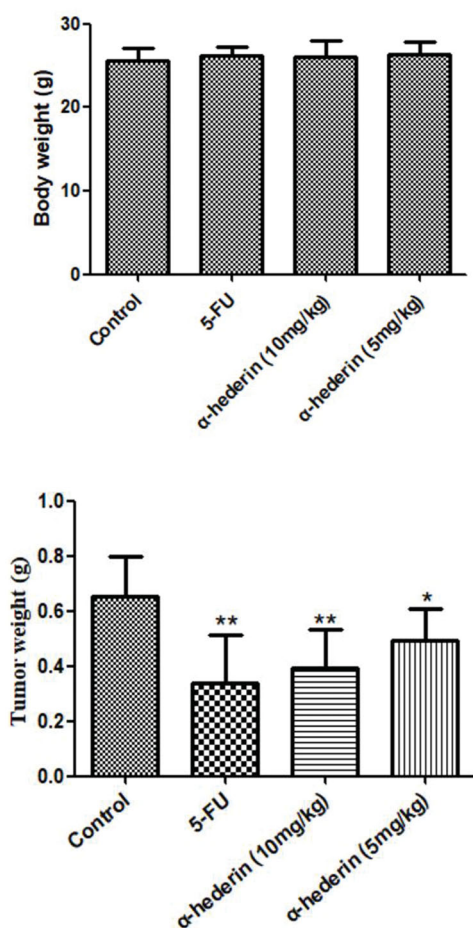 Body weight (g)
30
20
10
0
Control
5-FU
α-hederin (10mg/kg)
α-hederin (5mg/kg)
Tumor weight (g)
1.0
0.8
0.6
0.4
0.2
0.0
**
**
*
Control
5-FU
α-hederin (10mg/kg)
α-hederin (5mg/kg)